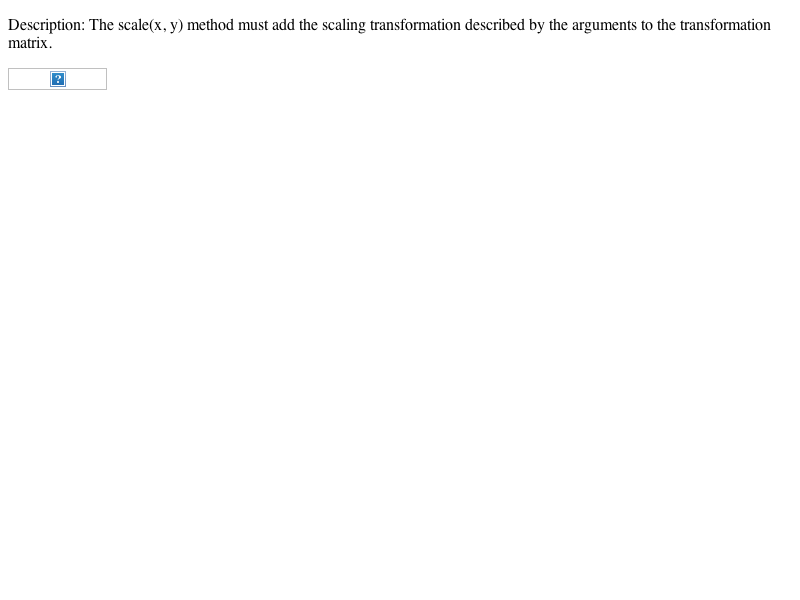 Description: The scale(x, y) method must add the scaling transformation described by the arguments to the transformation
matrix.
?